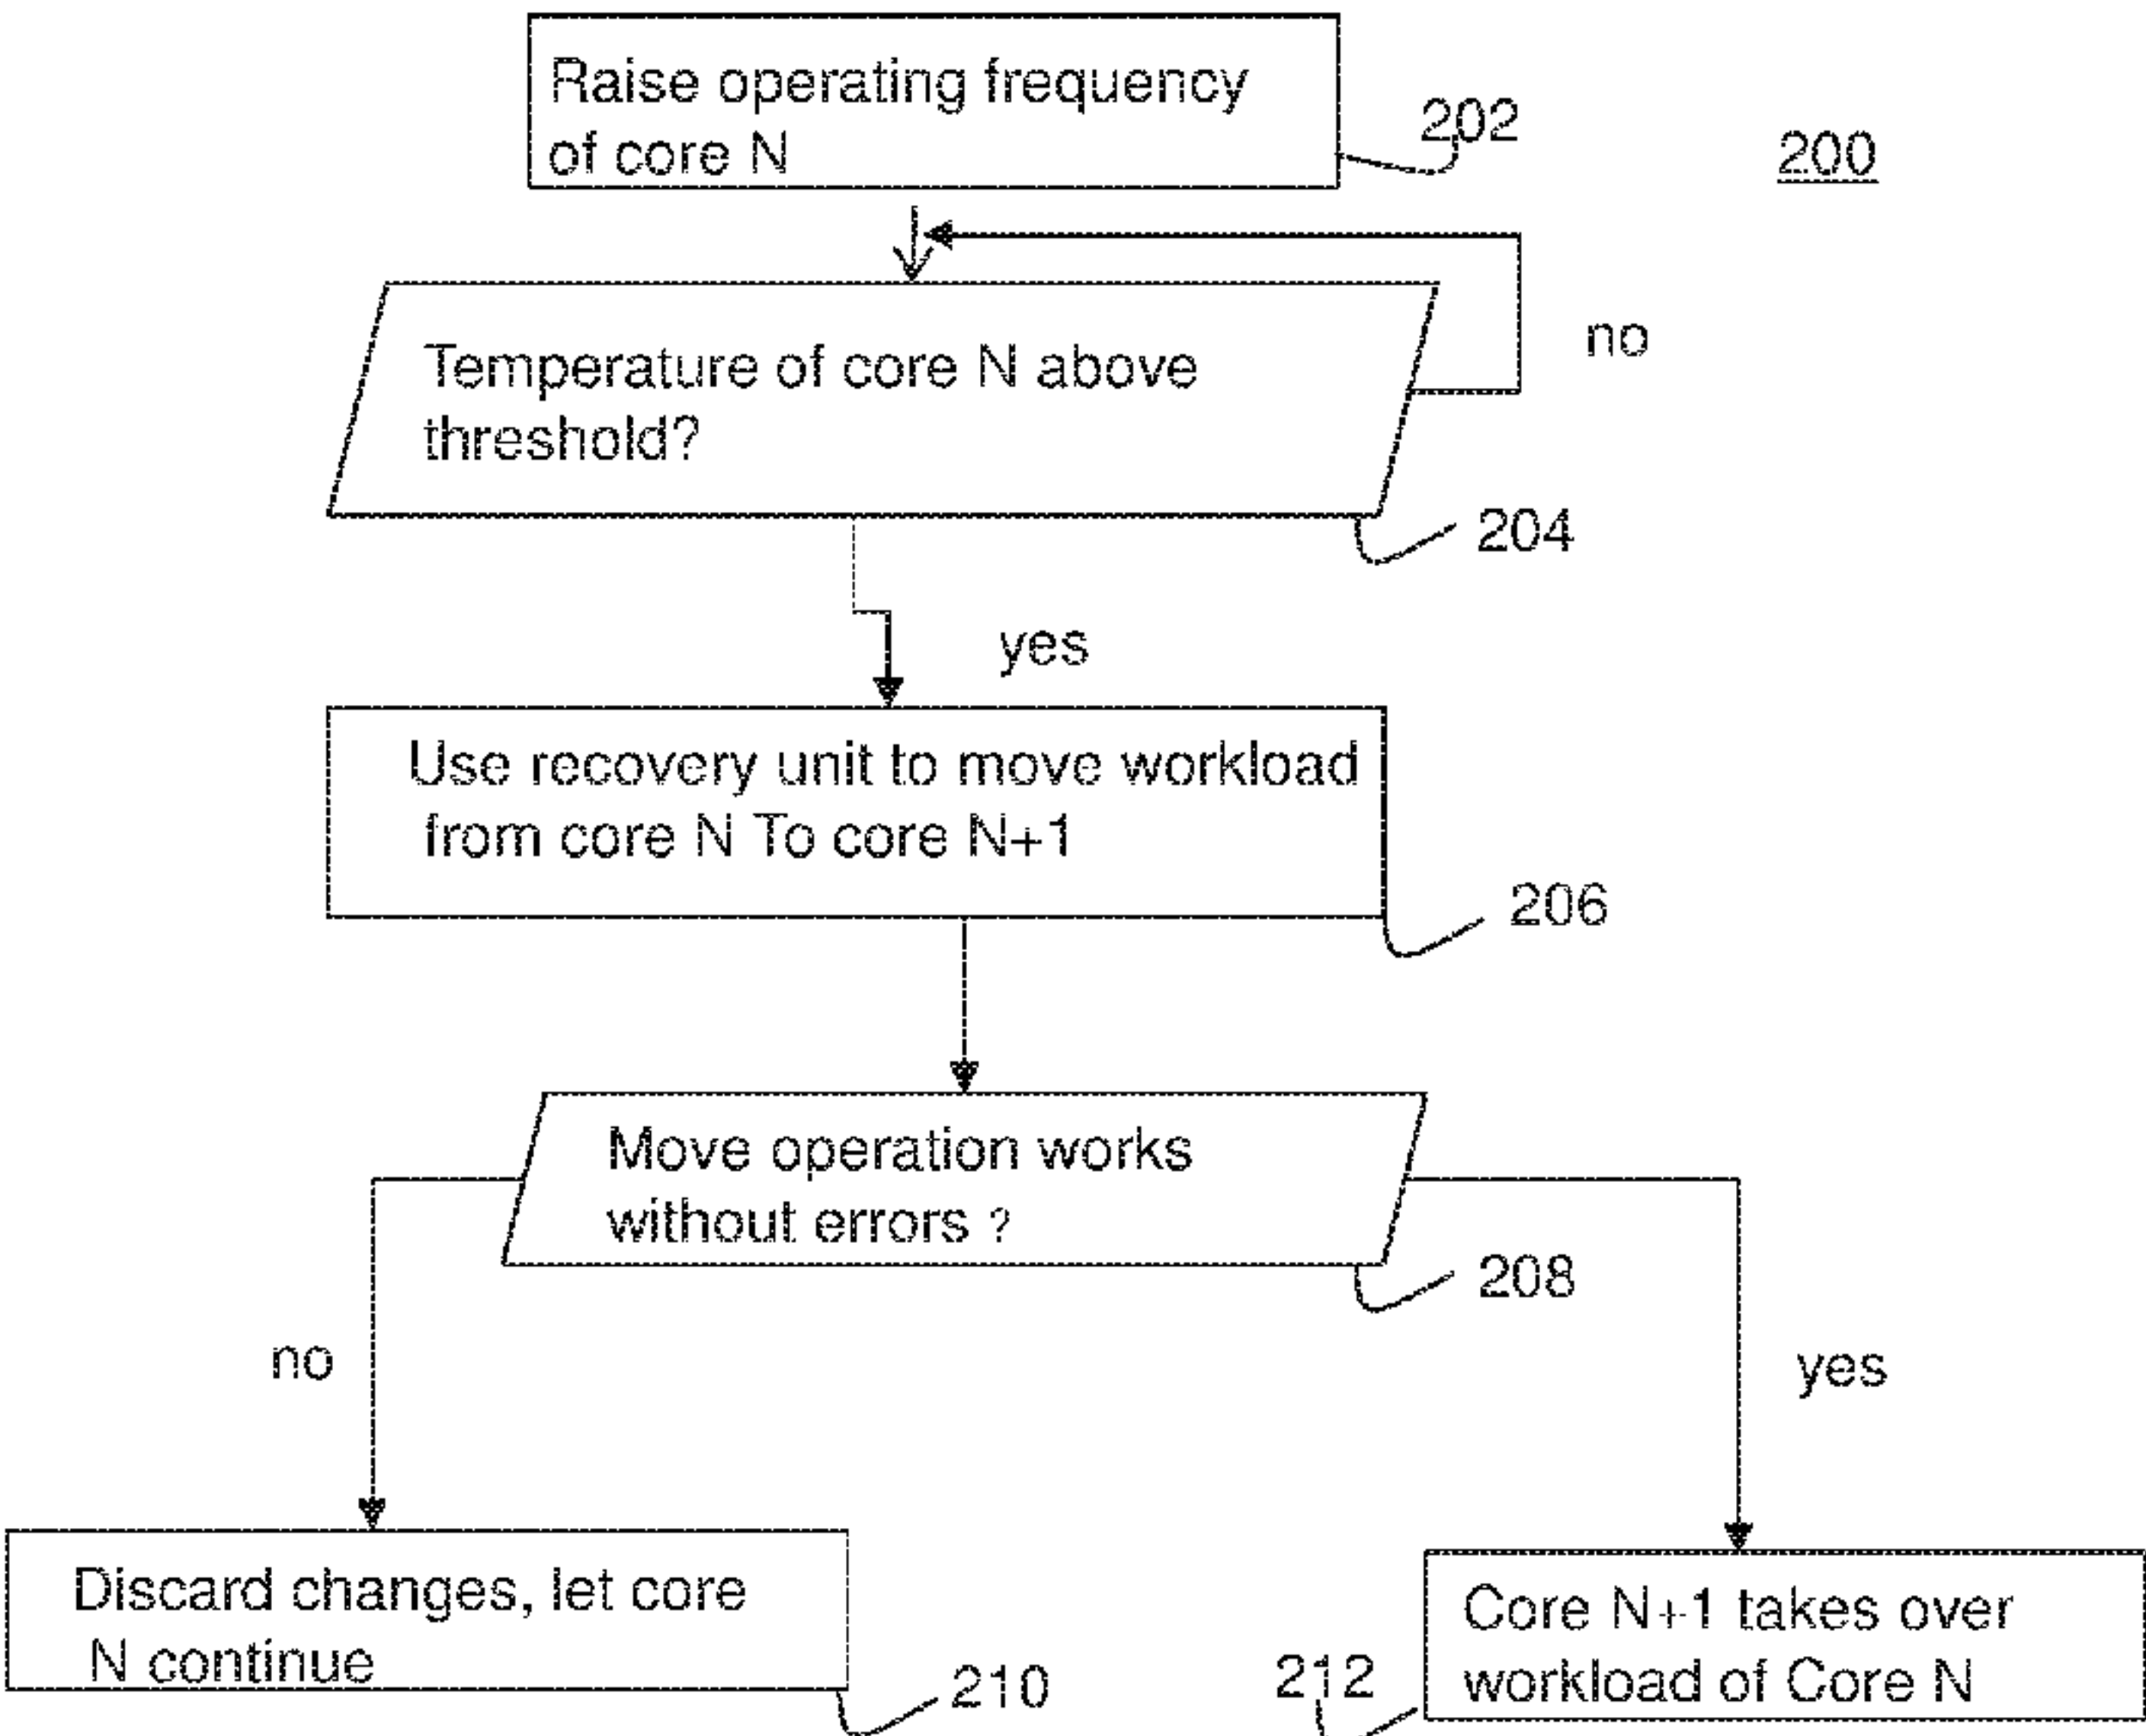 Raise operating frequency
of core N
202
200
Temperature of core N above
threshold?
no
204
yes
Use recovery unit to move workload
from core N To core N+1
206
Move operation works
without errors ?
208
no
yes
Discard changes, let core
N continue
210
212
Core N+1 takes over
workload of Core N